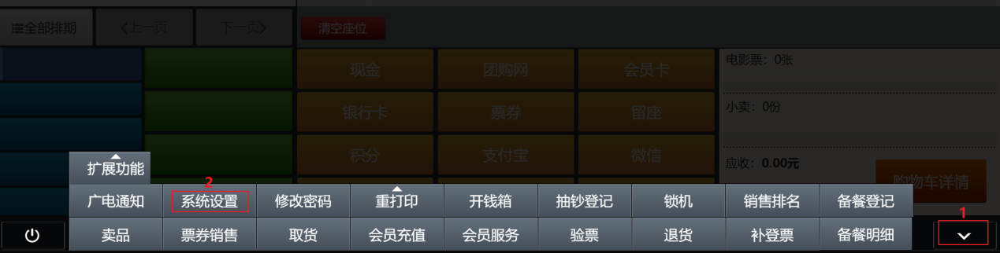 全部排期
上一页
下一页
清空座位
现金
团购网
会员卡
电影票：0张
银行卡
票券
留座
小卖：0份
积分
支付宝
微信
应收：0.00元
购物车详情
扩展功能
2
广电通知
系统设置
修改密码
重打印
开钱箱
抽钞登记
锁机
销售排名
备餐登记
1
卖品
票券销售
取货
会员充值
会员服务
验票
退货
补登票
备餐明细